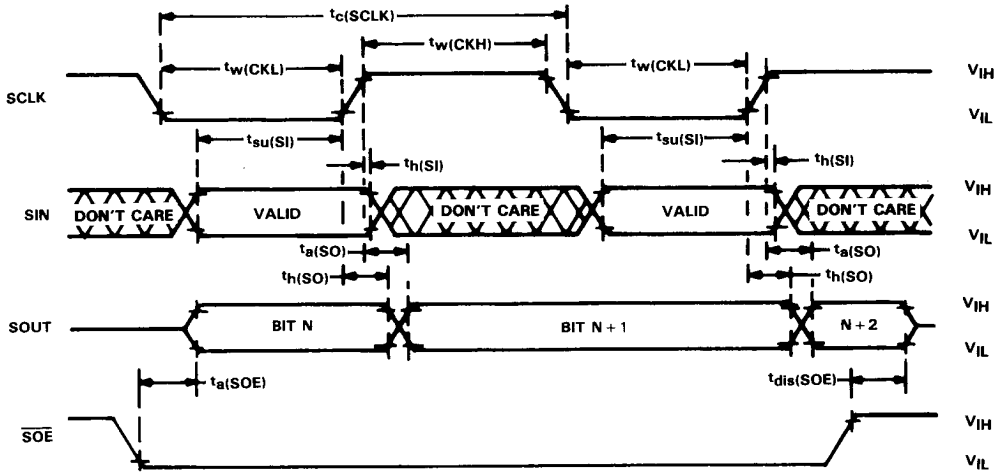 tc(SCLK)
tw(CKH)
tw(CKL) tw(CKL)
SCLK VIH
VIL
tsu(SI) tsu(SI)
th(SI) th(SI)
SIN DON'T CARE VALID DON'T CARE VALID DON'T CARE VIH
VIL
ta(SO) ta(SO)
th(SO) th(SO)
SOUT BIT N BIT N + 1 N + 2 VIH
VIL
ta(SOE) tdis(SOE)
SOE VIH
VIL